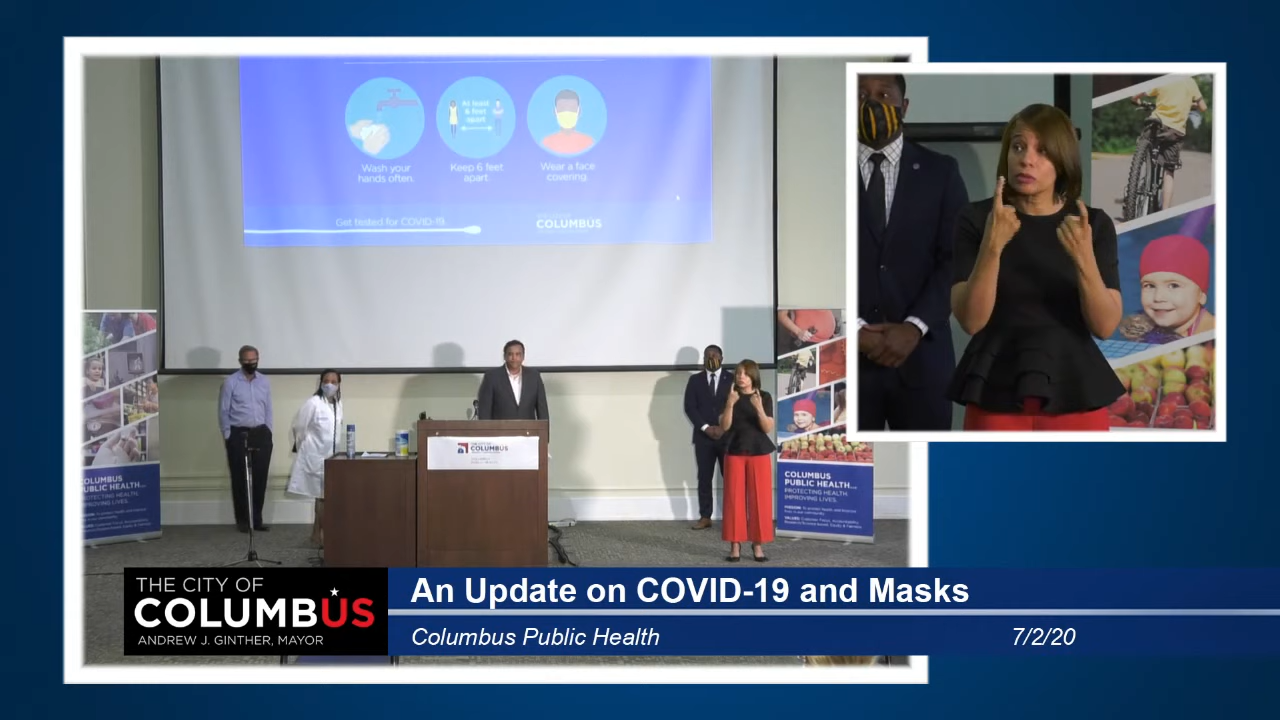 At least
6 feet
apart
Wash your
hands often.
Keep 6 feet
apart.
Wear a face
covering.
Get tested for COVID-19.
COLUMBUS
COLUMBUS
COLUMBUS
PUBLIC HEALTH
PROTECTING HEALTH,
IMPROVING LIVES.
COLUMBUS
PUBLIC HEALTH
PROTECTING HEALTH,
IMPROVING LIVES.
THE CITY OF
COLUMBUS
ANDREW J. GINTHER, MAYOR
An Update on COVID-19 and Masks
Columbus Public Health
7/2/20